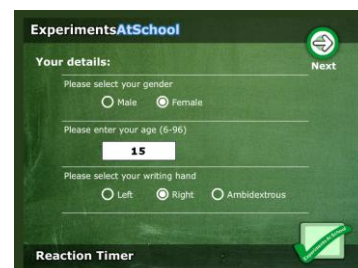 ExperimentsAtSchool
Your details:
Next
Please select your gender
Male Female
Please enter your age (6-96)
15
Please select your writing hand
Left Right Ambidextrous
Reaction Timer
ExperimentsAtSchool